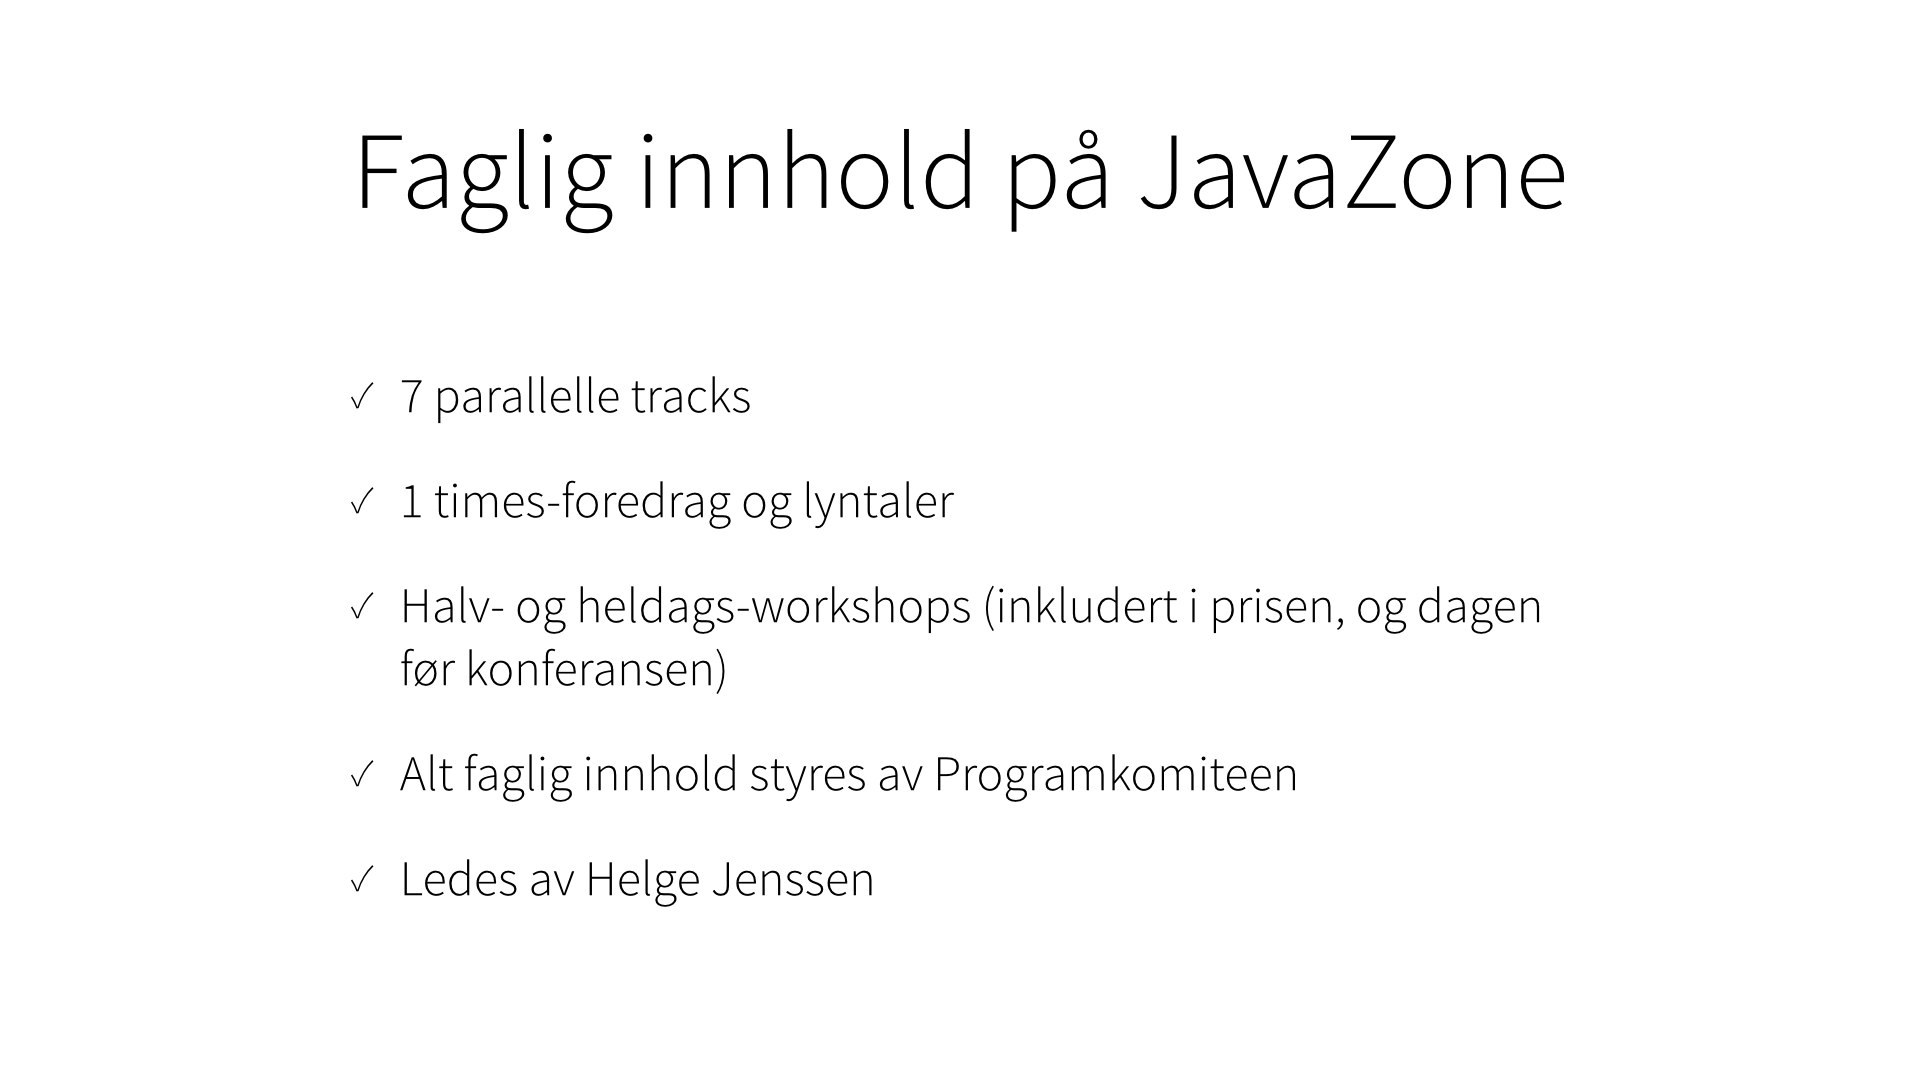 Faglig innhold på JavaZone
✓ 7 parallelle tracks
✓ 1 times-foredrag og lyntaler
✓ Halv- og heldags-workshops (inkludert i prisen, og dagen
før konferansen)
✓ Alt faglig innhold styres av Programkomiteen
✓ Ledes av Helge Jenssen